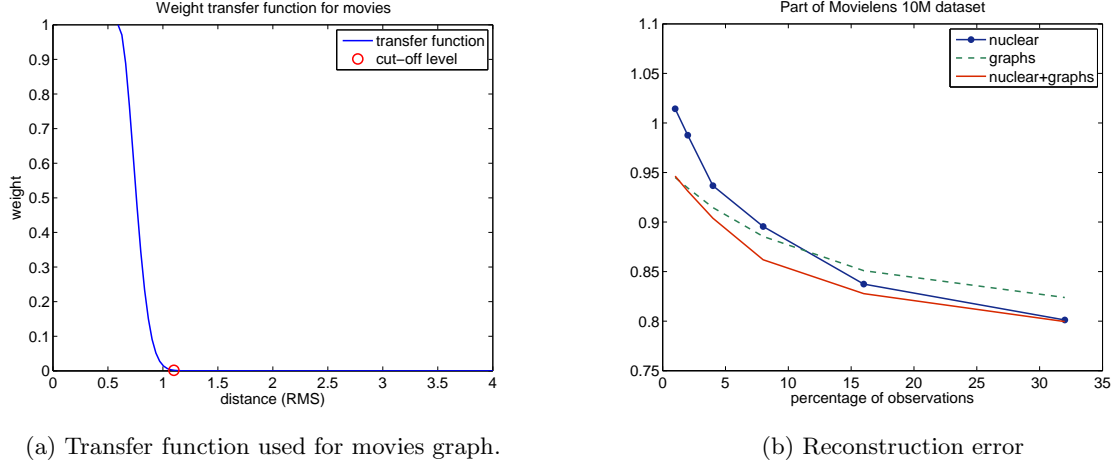 Weight transfer function for movies
1
0.9
0.8
0.7
0.6
0.5
0.4
0.3
0.2
0.1
0
weight
transfer function
cut−off level
0 0.5 1 1.5 2 2.5 3 3.5 4
distance (RMS)
(a) Transfer function used for movies graph.
Part of Movielens 10M dataset
1.1
1.05
1
0.95
0.9
0.85
0.8
0.75
nuclear
graphs
nuclear+graphs
0 5 10 15 20 25 30 35
percentage of observations
(b) Reconstruction error